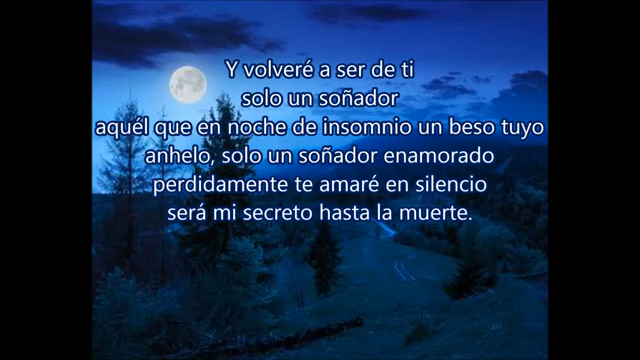 Y volveré a ser de ti
solo un soñador
aquél que en noche de insomnio un beso tuyo
anhelo, solo un soñador enamorado
perdidamente te amaré en silencio
será mi secreto hasta la muerte.